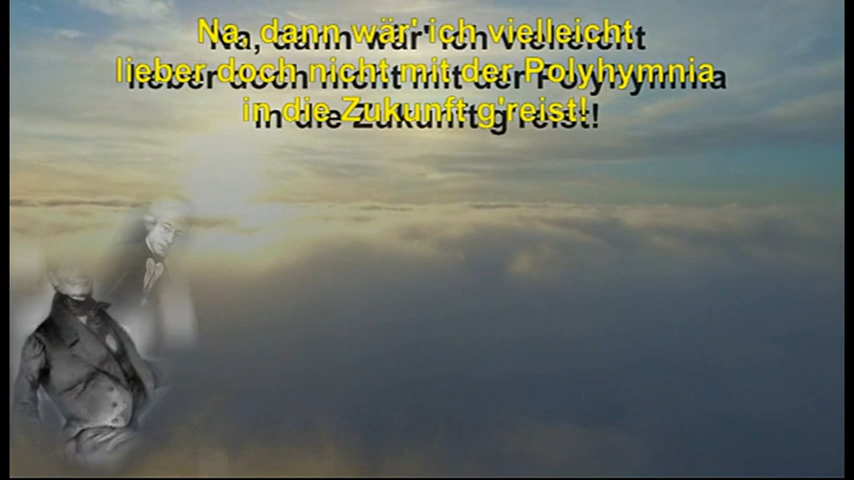 Na, dann wär' ich vielleicht
lieber doch nicht mit der Polyhymnia
in die Zukunft g'reist!